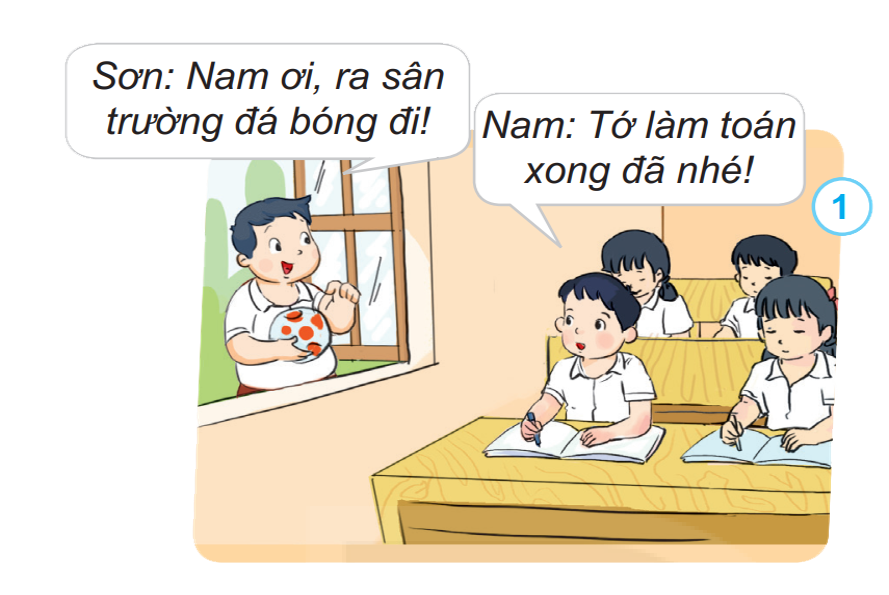 Sơn: Nam ơi, ra sân
trường đá bóng đi!
Nam: Tớ làm toán
xong đã nhé!
1